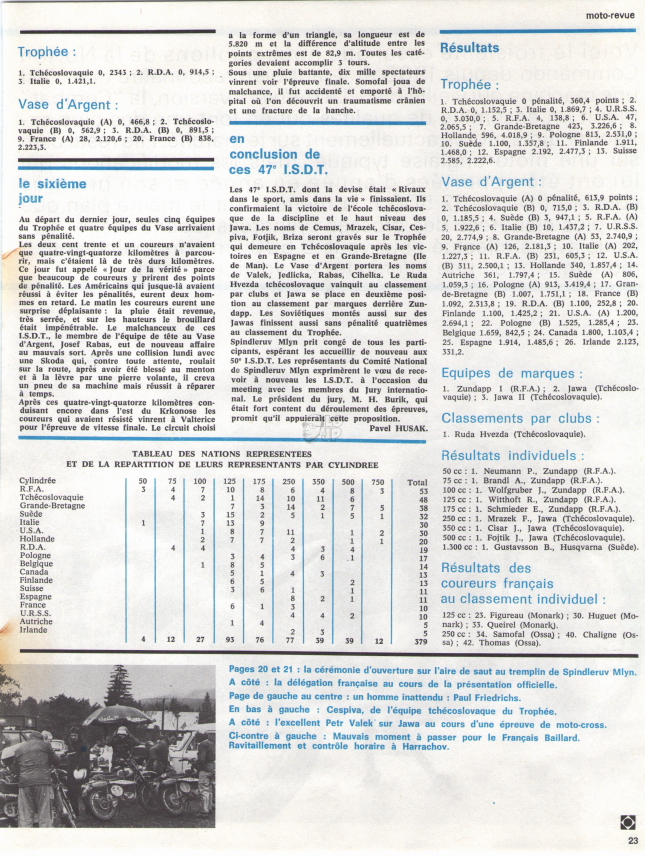 moto-revue
Trophée :
1. Tchécoslovaquie 0, 2343 ; 2. R.D.A. 0, 914,5 ;
3. Italie 0, 1.421,1.
Vase d'Argent :
1. Tchécoslovaquie (A) 0, 466,8 ; 2. Tchécoslo-
vaquie (B) 0, 562,9 ; 3. R.D.A. (B) 0, 891,5 ;
9. France (A) 28, 2.120,6 ; 20. France (B) 838,
2.223,3.
le sixième
jour
Au départ du dernier jour, seules cinq équipes
du Trophée et quatre équipes du Vase arrivaient
sans pénalité.
Les deux cent trente et un coureurs n'avaient
que quatre-vingt-quatorze kilomètres à parcou-
rir, mais c'étaient là de très durs kilomètres.
Ce jour fut appelé « Jour de la vérité » parce
que beaucoup de coureurs y prirent des points
de pénalité. Les Américains qui jusque-là avaient
réussi à éviter les pénalités, eurent deux hom-
mes en retard. Le matin les coureurs eurent une
surprise déplaisante : la pluie était revenue,
très serrée, et sur les hauteurs le brouillard
était impénétrable. Le malchanceux de ces
I.S.D.T., le membre de l'équipe de tête au Vase
d'Argent, Josef Rabas, eut de nouveau affaire
au mauvais sort. Après une collision lundi avec
une Skoda qui, contre toute attente, roulait
sur la route, après avoir été blessé au menton
et à la lèvre par une pierre volante, il creva
un pneu de sa machine mais réussit à réparer
à temps.
Après ces quatre-vingt-quatorze kilomètres con-
duisant encore dans l'est du Krkonose les
coureurs qui avaient résisté vinrent à Valterice
pour l'épreuve de vitesse finale. Le circuit choisi
a la forme d'un triangle, sa longueur est de
5.820 m et la différence d'altitude entre les
points extrêmes est de 82,9 m. Toutes les caté-
gories devaient accomplir 3 tours.
Sous une pluie battante, dix mille spectateurs
vinrent voir l'épreuve finale. Somofal joua de
malchance, il fut accidenté et emporté à l'hô-
pital où l'on découvrit un traumatisme crânien
et une fracture de la hanche.
en
conclusion de
ces 47e I.S.D.T.
Les 47e I.S.D.T. dont la devise était « Rivaux
dans le sport, amis dans la vie » finissaient. Ils
confirmaient la victoire de l'école tchécoslova-
que de la discipline et le haut niveau des
Jawa. Les noms de Cemus, Mrazek, Cisar, Ces-
piva, Fotjik, Briza seront gravés sur le Trophée
qui demeure en Tchécoslovaquie après les vic-
toires en Espagne et en Grande-Bretagne (Ile
de Man). Le Vase d'Argent portera les noms
de Valek, Jedlicka, Rabas, Cihelka. Le Ruda
Hvezda tchécoslovaque vainquit au classement
par clubs et Jawa se place en deuxième posi-
tion au classement par marques derrière Zun-
dapp. Les Soviétiques montés aussi sur des
Jawas finissent aussi sans pénalité quatrièmes
au classement du Trophée.
Spindleruv Mlyn prit congé de tous les parti-
cipants, espérant les accueillir de nouveau aux
50e I.S.D.T. Les représentants du Comité National
de Spindleruv Mlyn exprimèrent le vœu de rece-
voir à nouveau les I.S.D.T. à l'occasion du
meeting avec les membres du Jury internatio-
nal. Le président du jury, M. H. Burik, qui
était fort content du déroulement des épreuves,
promit qu'il appuierait cette proposition.
Pavel HUSAK.
Résultats
Trophée :
1. Tchécoslovaquie 0 pénalité, 360,4 points ; 2.
R.D.A. 0, 1.152,5 ; 3. Italie 0, 1.869,7 ; 4. U.R.S.S.
0, 3.030,0 ; 5. R.F.A. 4, 138,8 ; 6. U.S.A. 47,
2.065,5 ; 7. Grande-Bretagne 423, 3.226,6 ; 8.
Hollande 596, 4.018,9 ; 9. Pologne 813, 2.531,0 ;
10. Suède 1.100, 1.357,8 ; 11. Finlande 1.911,
1.468,0 ; 12. Espagne 2.192, 2.477,3 ; 13. Suisse
2.585, 2.222,6.
Vase d'Argent :
1. Tchécoslovaquie (A) 0 pénalité, 613,9 points ;
2. Tchécoslovaquie (B) 0, 715,0 ; 3. R.D.A. (B)
0, 1.185,5 ; 4. Suède (B) 3, 947,1 ; 5. R.F.A. (A)
5, 1.922,6 ; 6. Italie (B) 10, 1.437,2 ; 7. U.R.S.S.
20, 2.774,9 ; 8. Grande-Bretagne (A) 53, 2.740,9 ;
9. France (A) 126, 2.181,3 ; 10. Italie (A) 202,
1.227,3 ; 11. R.F.A. (B) 231, 605,3 ; 12. U.S.A.
(B) 311, 2.500,1 ; 13. Hollande 340, 1.857,4 ; 14.
Autriche 361, 1.797,4 ; 15. Suède (A) 806,
1.059,3 ; 16. Pologne (A) 913, 3.419,4 ; 17. Gran-
de-Bretagne (B) 1.007, 1.751,1 ; 18. France (B)
1.092, 2.313,8 ; 19. R.D.A. (B) 1.100, 252,8 ; 20.
Finlande 1.100, 1.425,2 ; 21. U.S.A. (A) 1.200,
2.694,1 ; 22. Pologne (B) 1.525, 1.285,4 ; 23.
Belgique 1.659, 842,5 ; 24. Canada 1.800, 1.103,4 ;
25. Espagne 1.914, 1.485,6 ; 26. Irlande 2.123,
331,2.
Equipes de marques :
1. Zundapp I (R.F.A.) ; 2. Jawa (Tchécoslo-
vaquie) ; 3. Jawa II (Tchécoslovaquie).
Classements par clubs :
1. Ruda Hvezda (Tchécoslovaquie).
Résultats individuels :
50 cc : 1. Neumann P., Zundapp (R.F.A.).
75 cc : 1. Brandl A., Zundapp (R.F.A.).
100 cc : 1. Wolfgruber J., Zundapp (R.F.A.).
125 cc : 1. Witthoft R., Zundapp (R.F.A.).
175 cc : 1. Schmieder E., Zundapp (R.F.A.).
250 cc : 1. Mrazek F., Jawa (Tchécoslovaquie).
350 cc : 1. Cisar J., Jawa (Tchécoslovaquie).
500 cc : 1. Fojtik J., Jawa (Tchécoslovaquie).
1.300 cc : 1. Gustavsson B., Husqvarna (Suède).
Résultats des
coureurs français
au classement individuel :
125 cc : 23. Figureau (Monark) ; 30. Huguet (Mo-
nark) ; 33. Queirel (Monark).
250 cc : 34. Samofal (Ossa) ; 40. Chaligne (Os-
sa) ; 42. Thomas (Ossa).
TABLEAU DES NATIONS REPRESENTEES
ET DE LA REPARTITION DE LEURS REPRESENTANTS PAR CYLINDREE
Cylindrée 50 75 100 125 175 250 350 500 750 Total
R.F.A. 3 4 7 10 8 6 4 8 3 53
Tchécoslovaquie 4 2 1 14 10 11 6 48
Grande-Bretagne 7 3 14 2 7 5 38
Suède 3 15 2 5 1 5 1 32
Italie 1 7 13 9 30
U.S.A. 1 8 7 11 1 2 30
Hollande 2 7 7 2 1 1 20
R.D.A. 4 4 4 3 4 19
Pologne 3 4 3 6 1 17
Belgique 1 8 5 14
Canada 5 1 4 3 13
Finlande 6 5 2 13
Suisse 3 6 1 1 11
Espagne 8 2 1 11
France 6 1 3 10
U.R.S.S. 4 4 2 10
Autriche 1 4 5
Irlande 2 3 5
4 12 27 93 76 77 39 39 12 379
Pages 20 et 21 : la cérémonie d'ouverture sur l'aire de saut au tremplin de Spindleruv Mlyn.
A côté : la délégation française au cours de la présentation officielle.
Page de gauche au centre : un homme inattendu : Paul Friedrichs.
En bas à gauche : Cespiva, de l'équipe tchécoslovaque du Trophée.
A côté : l'excellent Petr Valek sur Jawa au cours d'une épreuve de moto-cross.
Ci-contre à gauche : Mauvais moment à passer pour le Français Baillard.
Ravitaillement et contrôle horaire à Harrachov.
23